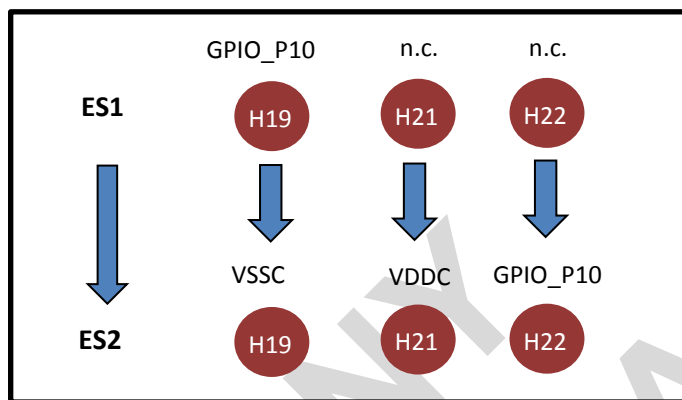 GPIO_P10 n.c. n.c.
ES1 H19 H21 H22
VSSC VDDC GPIO_P10
ES2 H19 H21 H22